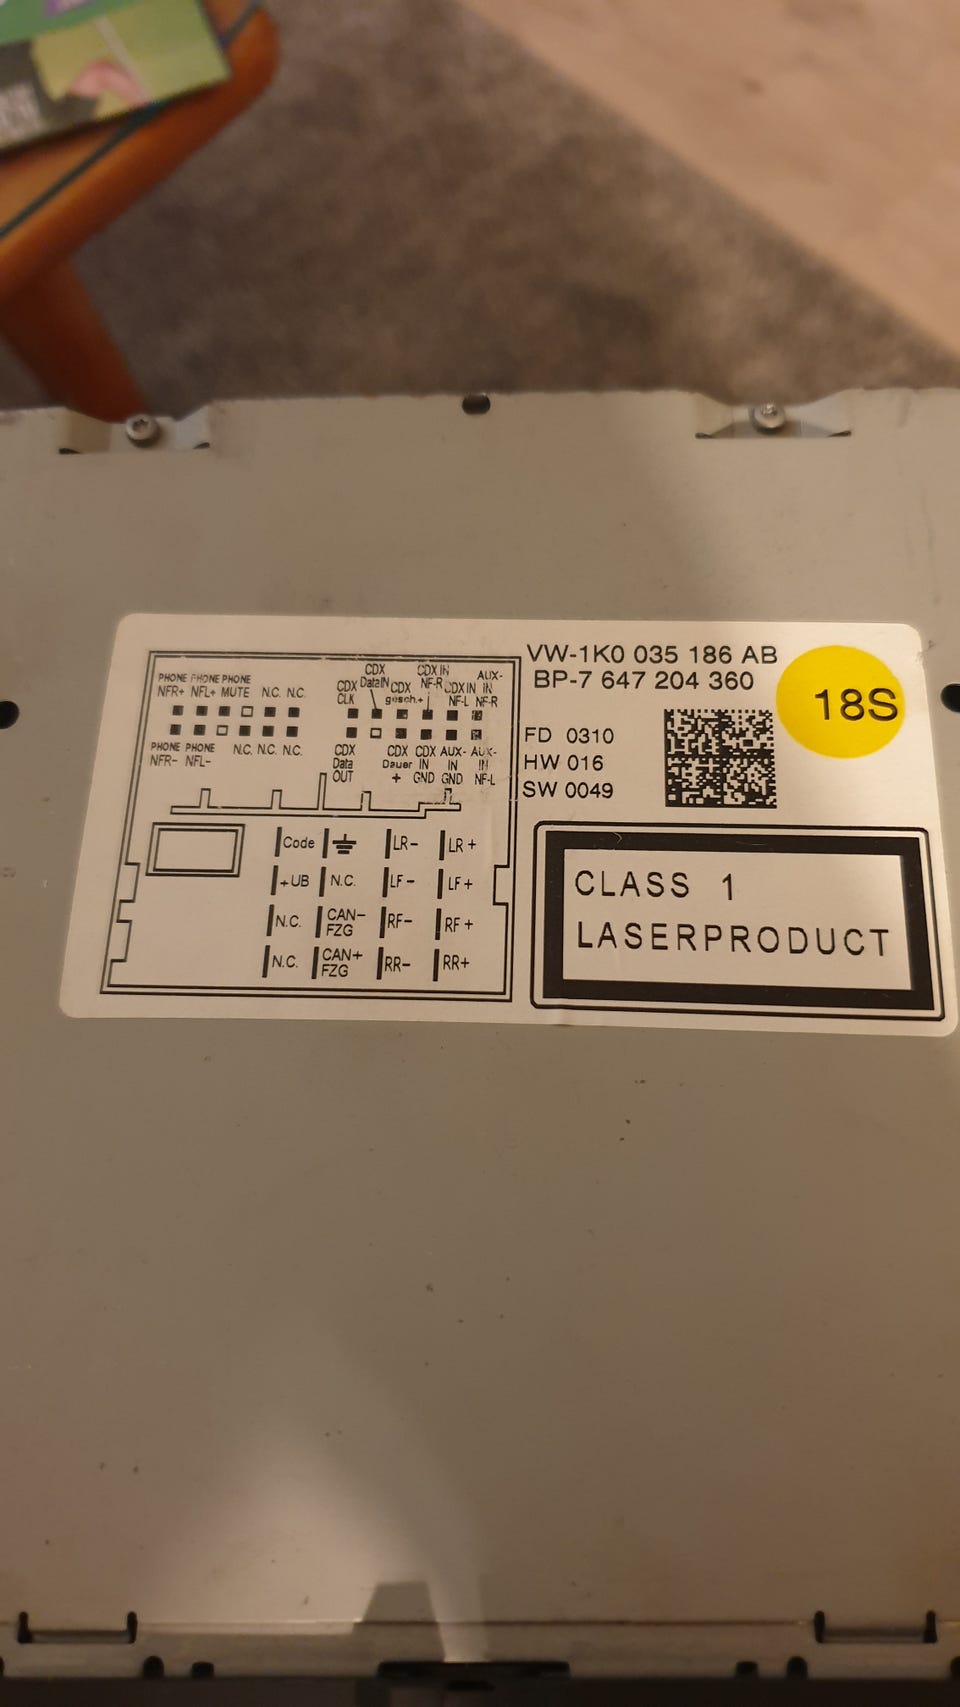 PHONE PHONE PHONE
NFR+ NFL+ MUTE N.C. N.C.
PHONE PHONE
NFR- NFL- N.C. N.C. N.C.
CDX
CLK
CDX
DataIN
CDX
gesch.+
CDX IN
NF-R
CDX IN
NF-L
AUX-
IN
NF-R
CDX
Data
OUT
CDX
Dauer
+
CDX
IN
GND
AUX-
IN
GND
AUX-
IN
NF-L
Code LR- LR+
+UB N.C. LF- LF+
N.C. CAN- FZG RF- RF+
N.C. CAN+ FZG RR- RR+
VW-1K0 035 186 AB
BP-7 647 204 360
18S
FD 0310
HW 016
SW 0049
CLASS 1
LASERPRODUCT